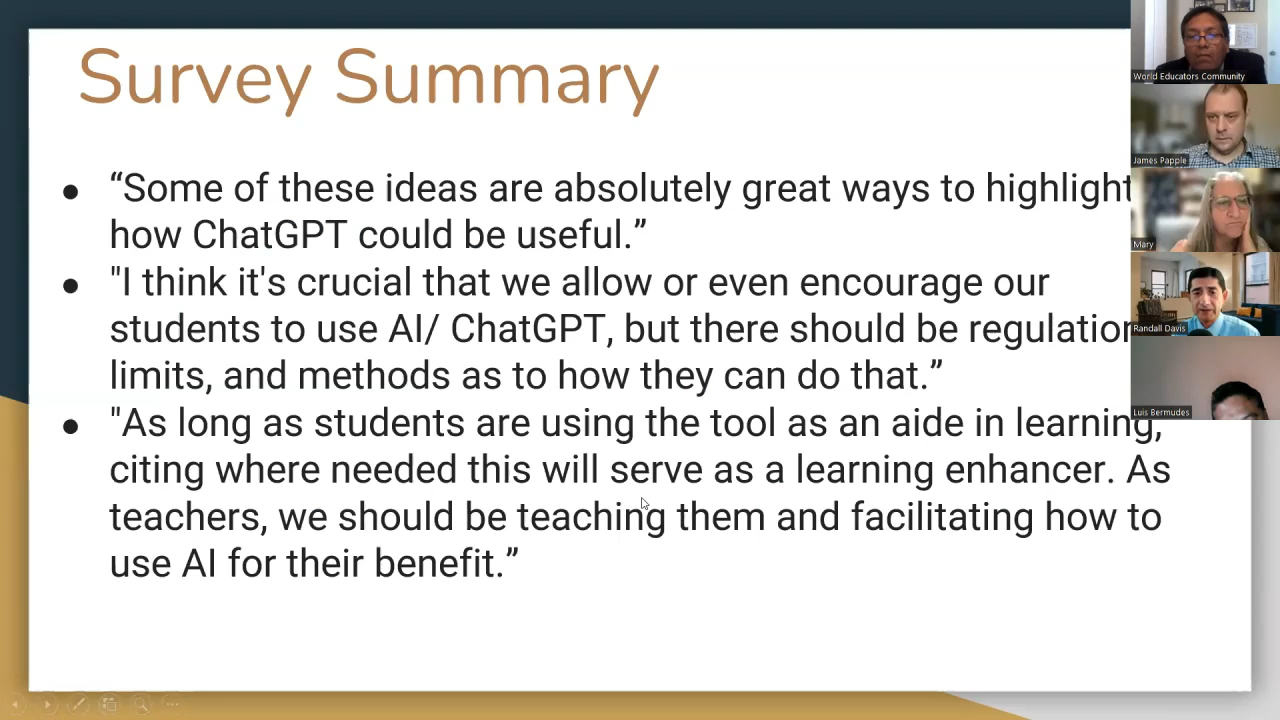 Survey Summary
● “Some of these ideas are absolutely great ways to highlight
how ChatGPT could be useful.”
● "I think it's crucial that we allow or even encourage our
students to use AI/ ChatGPT, but there should be regulation
limits, and methods as to how they can do that.”
● "As long as students are using the tool as an aide in learning,
citing where needed this will serve as a learning enhancer. As
teachers, we should be teaching them and facilitating how to
use AI for their benefit.”
World Educators Community
James Papple
Mary
Randall Davis
Luis Bermudes